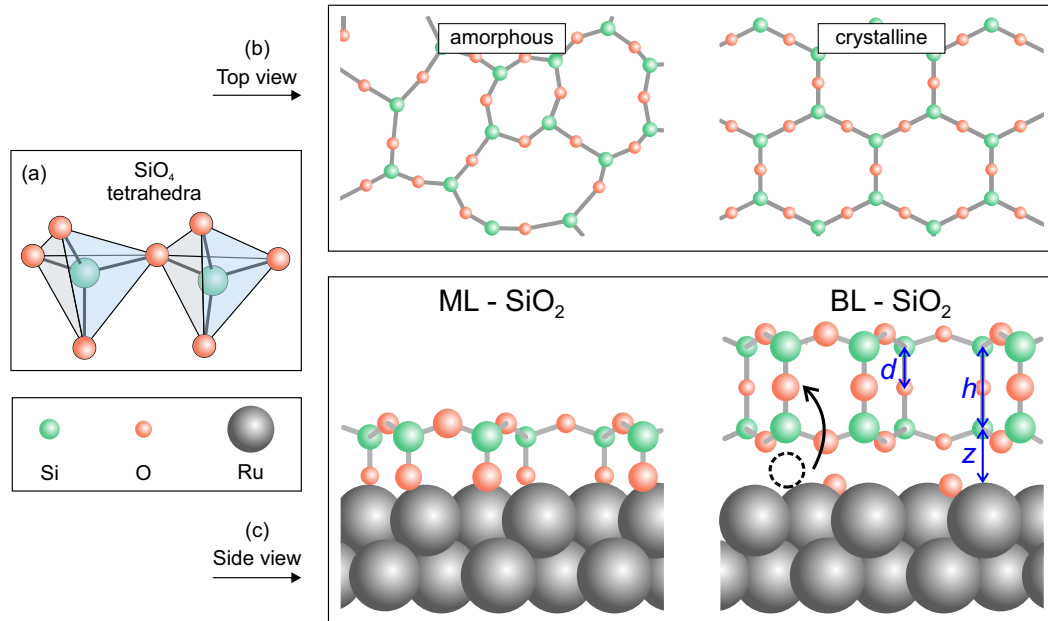 (b)
Top view
amorphous
crystalline
(a)
SiO₄
tetrahedra
ML - SiO₂
BL - SiO₂
d
h
z
Si
O
Ru
(c)
Side view